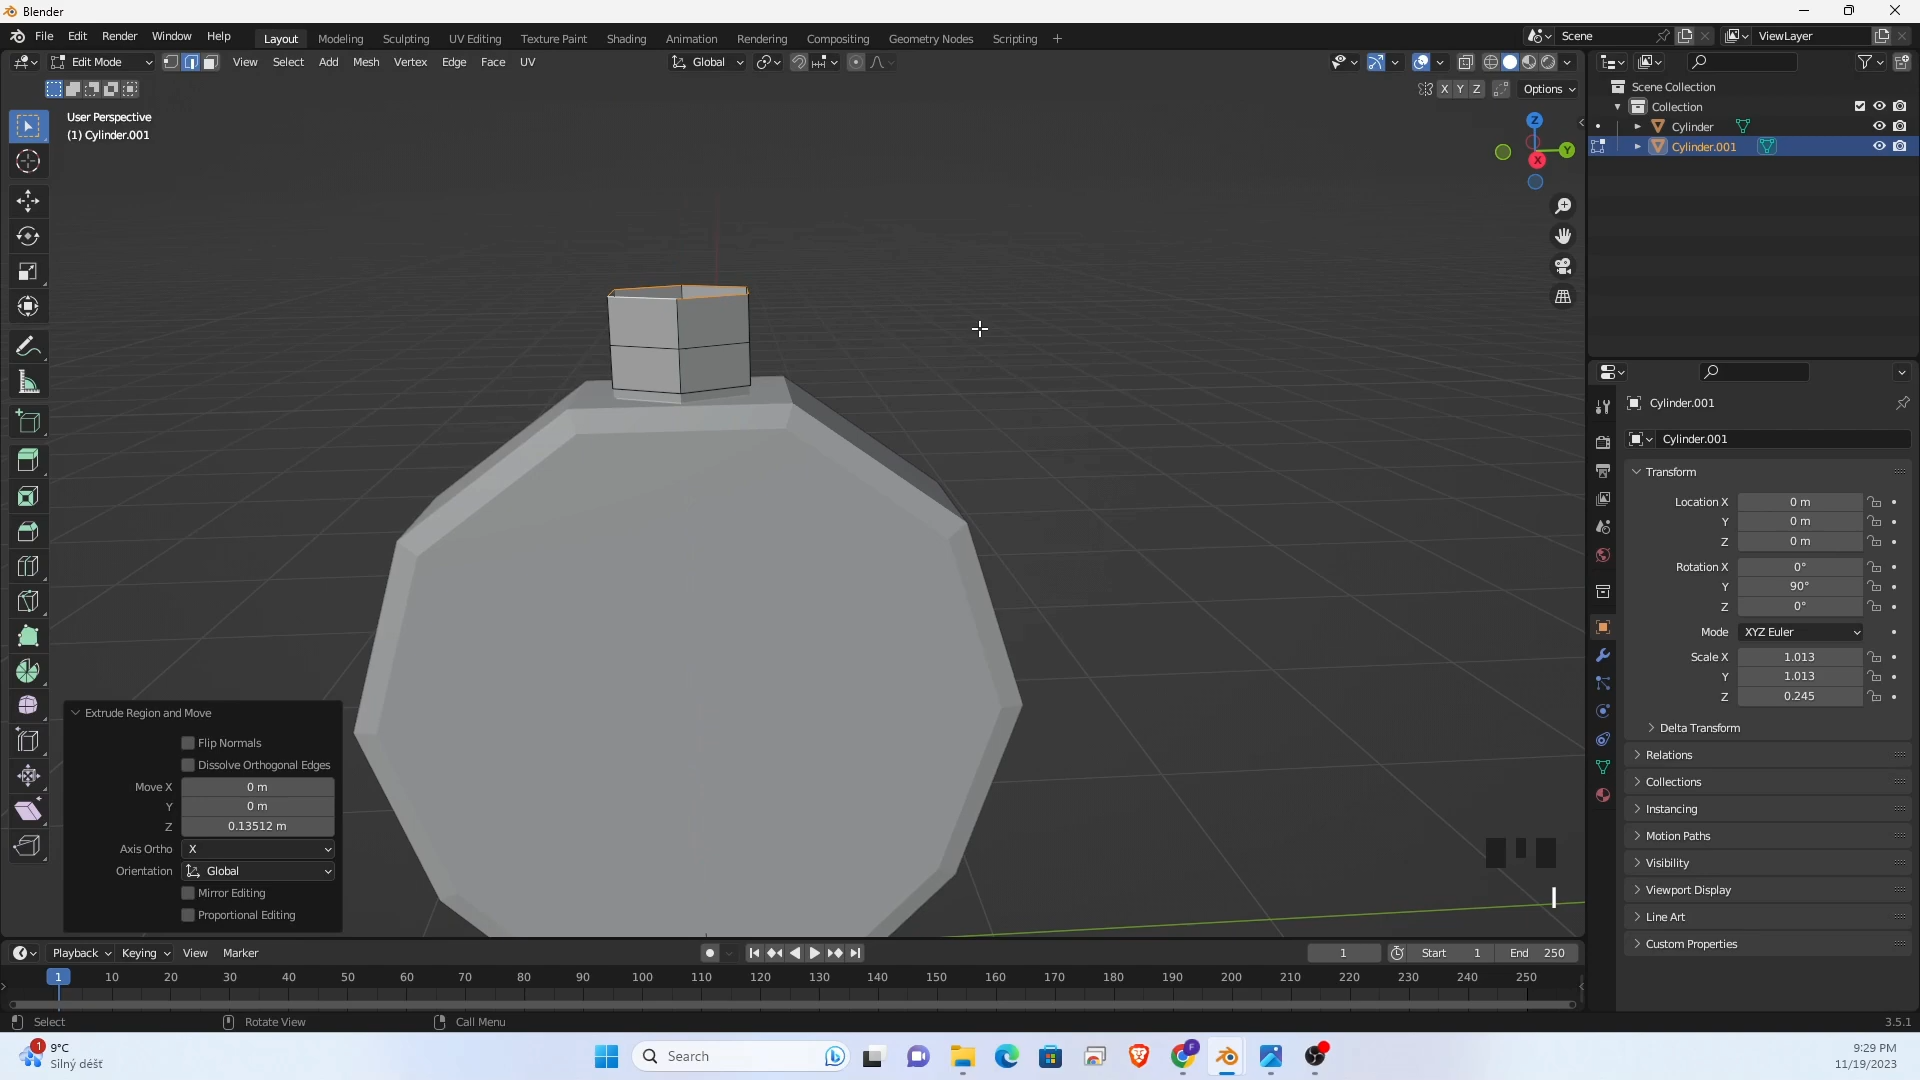 Blender
File Edit Render Window Help Layout Modeling Sculpting UV Editing Texture Paint Shading Animation Rendering Compositing Geometry Nodes Scripting + Scene ViewLayer
Edit Mode View Select Add Mesh Vertex Edge Face UV Global
X Y Z Options
User Perspective
(1) Cylinder.001
Z
Y
X
Scene Collection
Collection
Cylinder
Cylinder.001
Cylinder.001
Cylinder.001
Transform
Location X 0 m
Y 0 m
Z 0 m
Rotation X 0°
Y 90°
Z 0°
Mode XYZ Euler
Scale X 1.013
Y 1.013
Z 0.245
Delta Transform
Relations
Collections
Instancing
Motion Paths
Visibility
Viewport Display
Line Art
Custom Properties
Extrude Region and Move
Flip Normals
Dissolve Orthogonal Edges
Move X 0 m
Y 0 m
Z 0.13512 m
Axis Ortho X
Orientation Global
Mirror Editing
Proportional Editing
Playback Keying View Marker 1 Start 1 End 250
1 10 20 30 40 50 60 70 80 90 100 110 120 130 140 150 160 170 180 190 200 210 220 230 240 250
Select Rotate View Call Menu 3.5.1
1 9°C
Silný déšť
Search
F
9:29 PM
11/19/2023